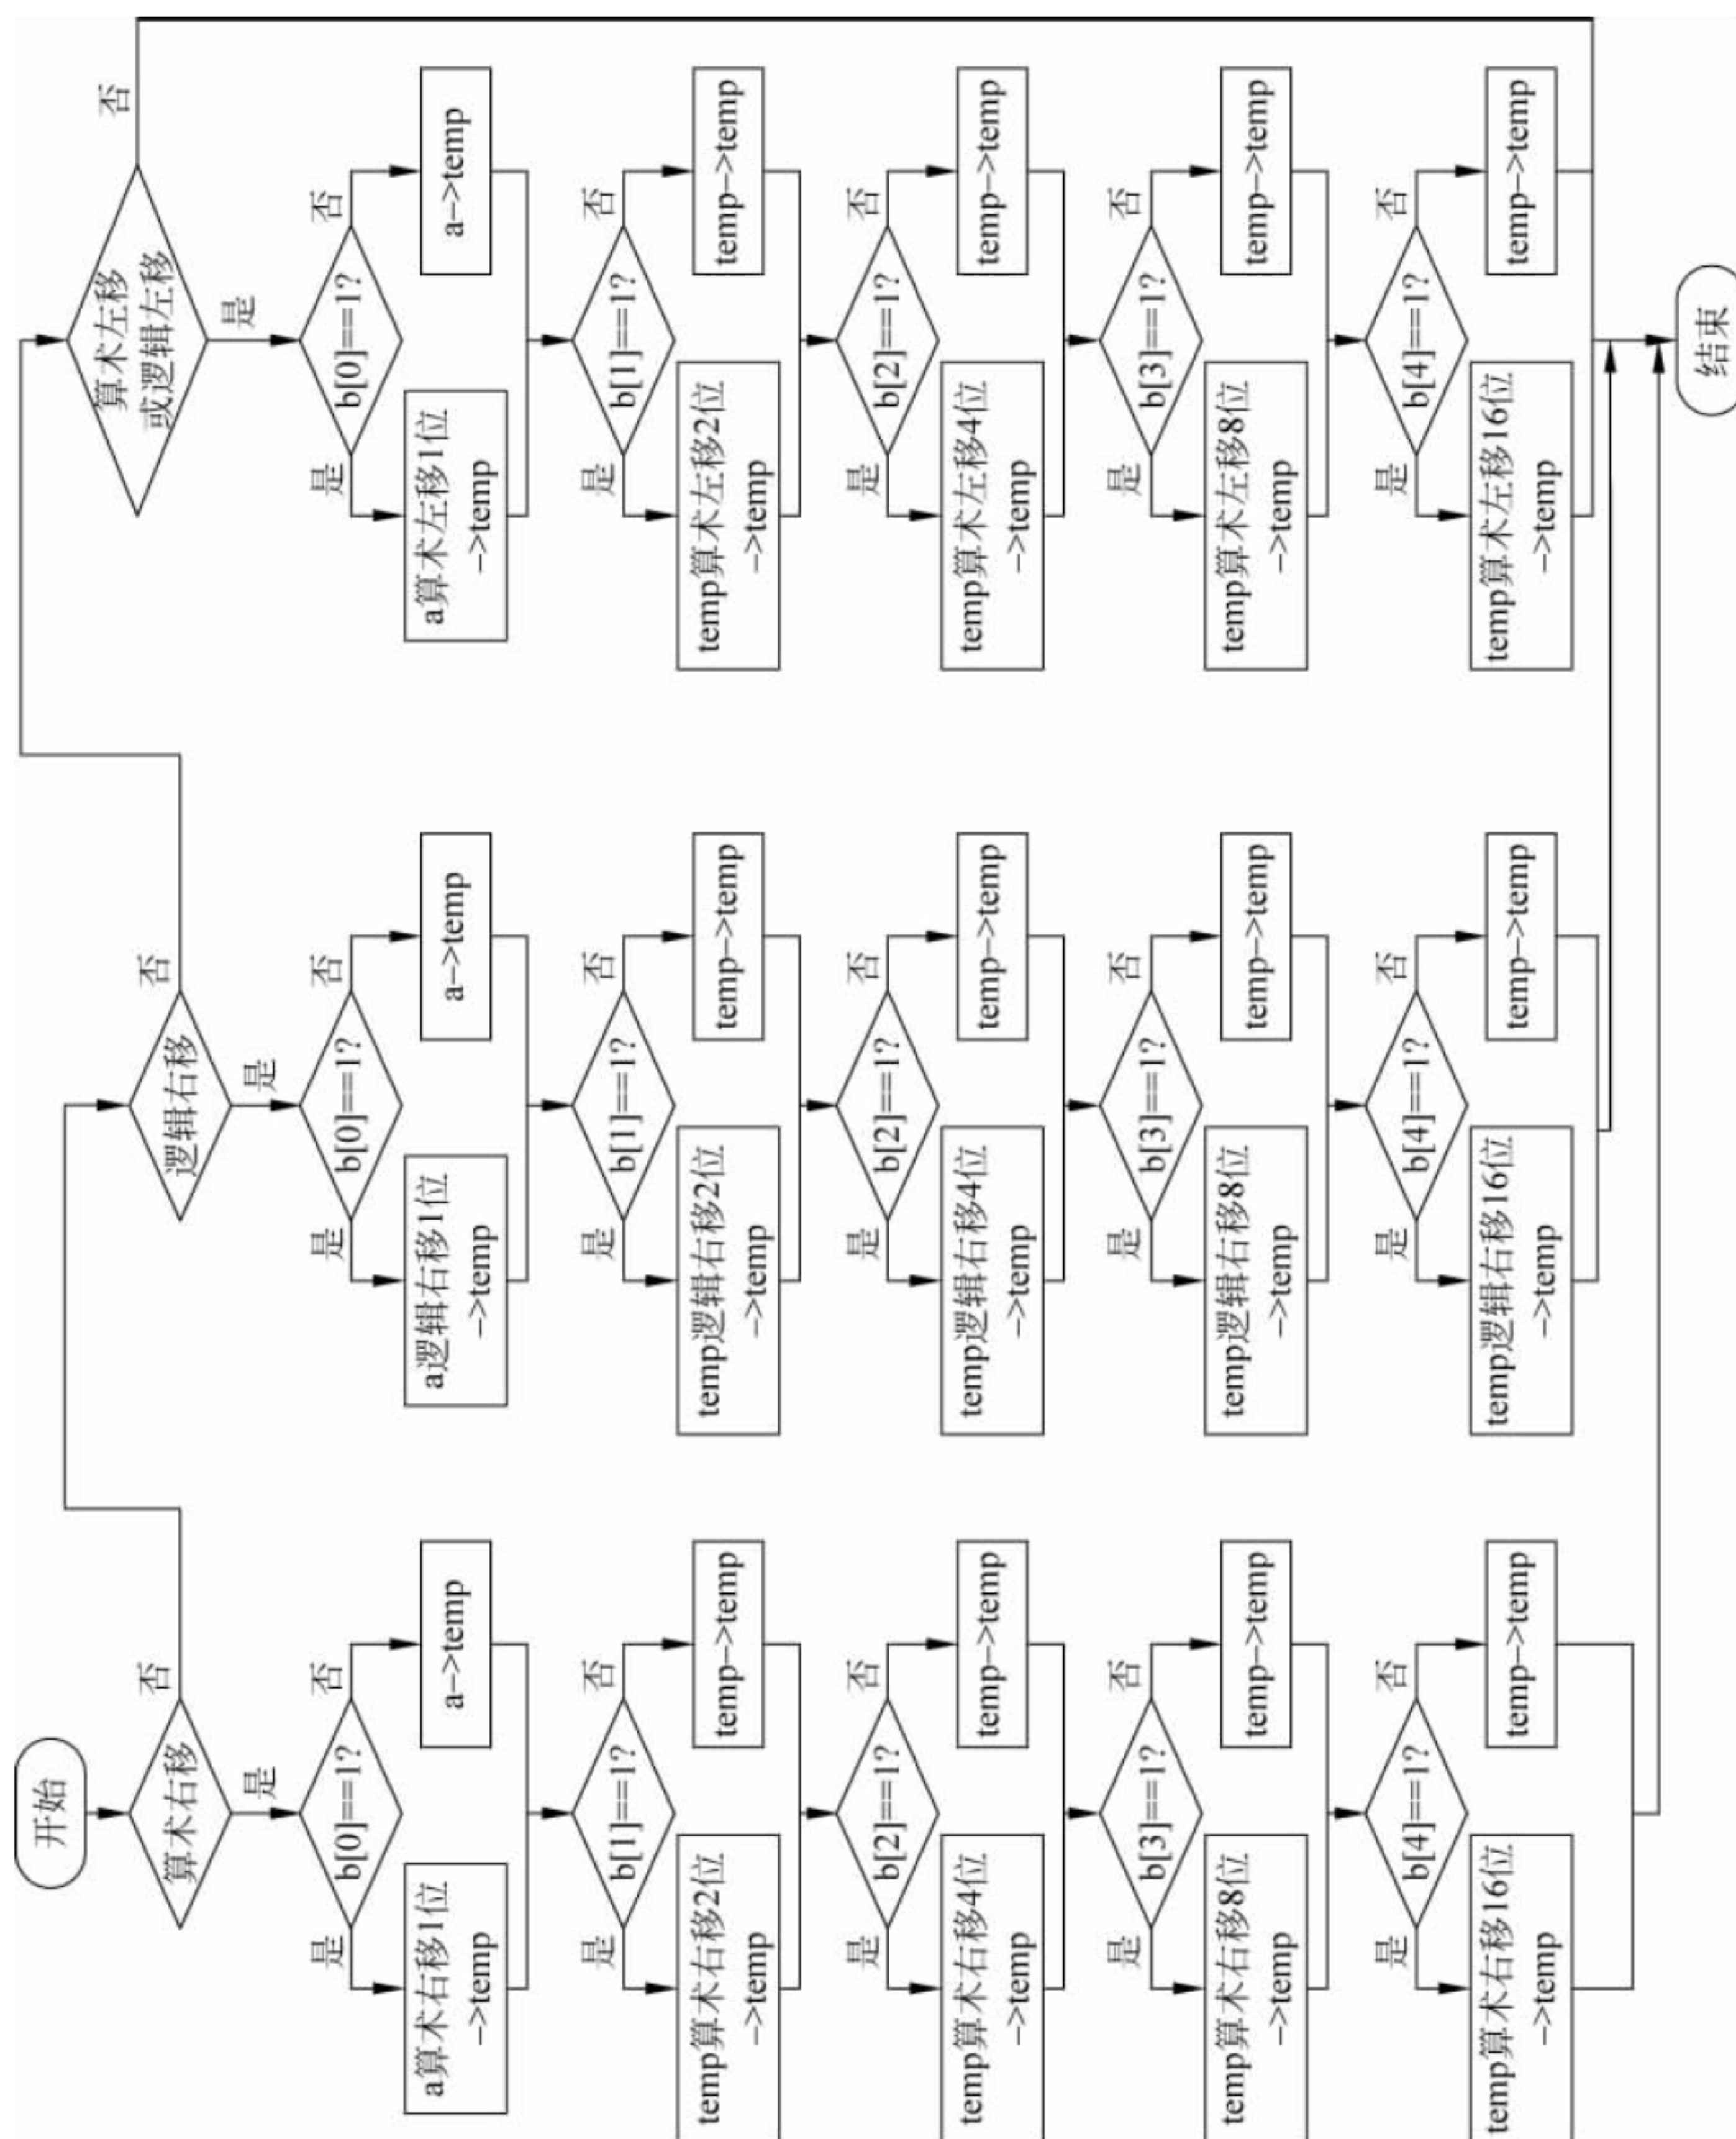 开始
算术右移
是
否
b[0]==1?
是
否
a算术右移1位
–>temp
a–>temp
b[1]==1?
是
否
temp算术右移2位
–>temp
temp–>temp
b[2]==1?
是
否
temp算术右移4位
–>temp
temp–>temp
b[3]==1?
是
否
temp算术右移8位
–>temp
temp–>temp
b[4]==1?
是
否
temp算术右移16位
–>temp
temp–>temp
逻辑右移
是
否
b[0]==1?
是
否
a逻辑右移1位
–>temp
a–>temp
b[1]==1?
是
否
temp逻辑右移2位
–>temp
temp–>temp
b[2]==1?
是
否
temp逻辑右移4位
–>temp
temp–>temp
b[3]==1?
是
否
temp逻辑右移8位
–>temp
temp–>temp
b[4]==1?
是
否
temp逻辑右移16位
–>temp
temp–>temp
算术左移
或逻辑左移
是
否
b[0]==1?
是
否
a算术左移1位
–>temp
a–>temp
b[1]==1?
是
否
temp算术左移2位
–>temp
temp–>temp
b[2]==1?
是
否
temp算术左移4位
–>temp
temp–>temp
b[3]==1?
是
否
temp算术左移8位
–>temp
temp–>temp
b[4]==1?
是
否
temp算术左移16位
–>temp
temp–>temp
结束